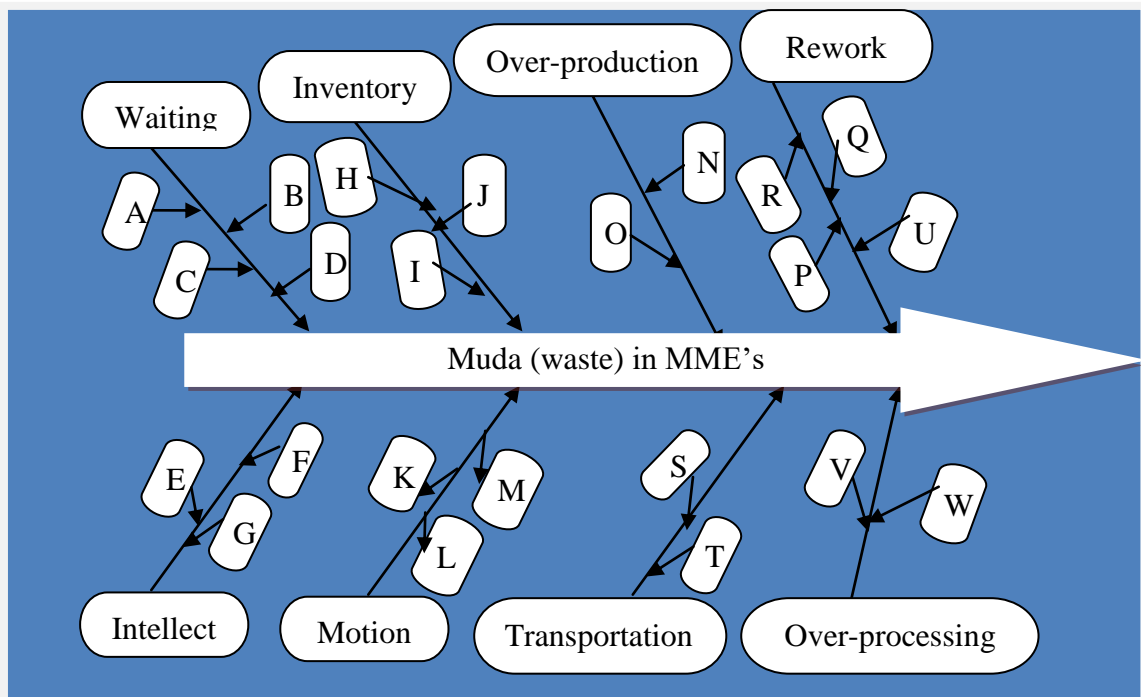 Waiting
Inventory
Over-production
Rework
A
B
C
D
H
J
I
N
O
R
Q
P
U
Muda (waste) in MME's
E
F
G
K
M
L
S
T
V
W
Intellect
Motion
Transportation
Over-processing